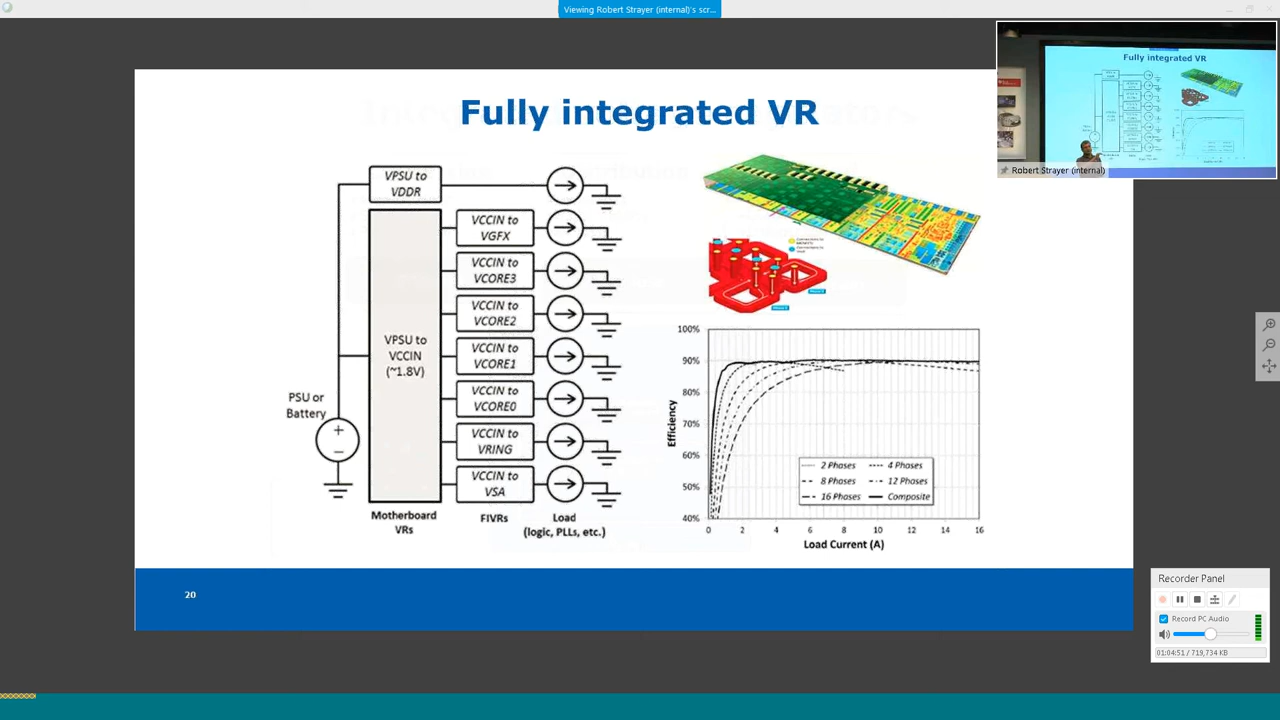 Viewing Robert Strayer (internal)'s scr...
Fully integrated VR
VPSU to
VDDR
VCCIN to
VGFX
VCCIN to
VCORE3
VCCIN to
VCORE2
VPSU to
VCCIN
(~1.8V)
VCCIN to
VCORE1
VCCIN to
VCORE0
VCCIN to
VRING
VCCIN to
VSA
PSU or
Battery
+
−
Motherboard
VRs
FIVRs
Load
(logic, PLLs, etc.)
100%
90%
80%
70%
60%
50%
40%
Efficiency
2 Phases
4 Phases
8 Phases
12 Phases
16 Phases
Composite
0 2 4 6 8 10 12 14 16
Load Current (A)
20
Fully integrated VR
Robert Strayer (internal)
Recorder Panel
Record PC Audio
01:04:51 / 719,734 KB